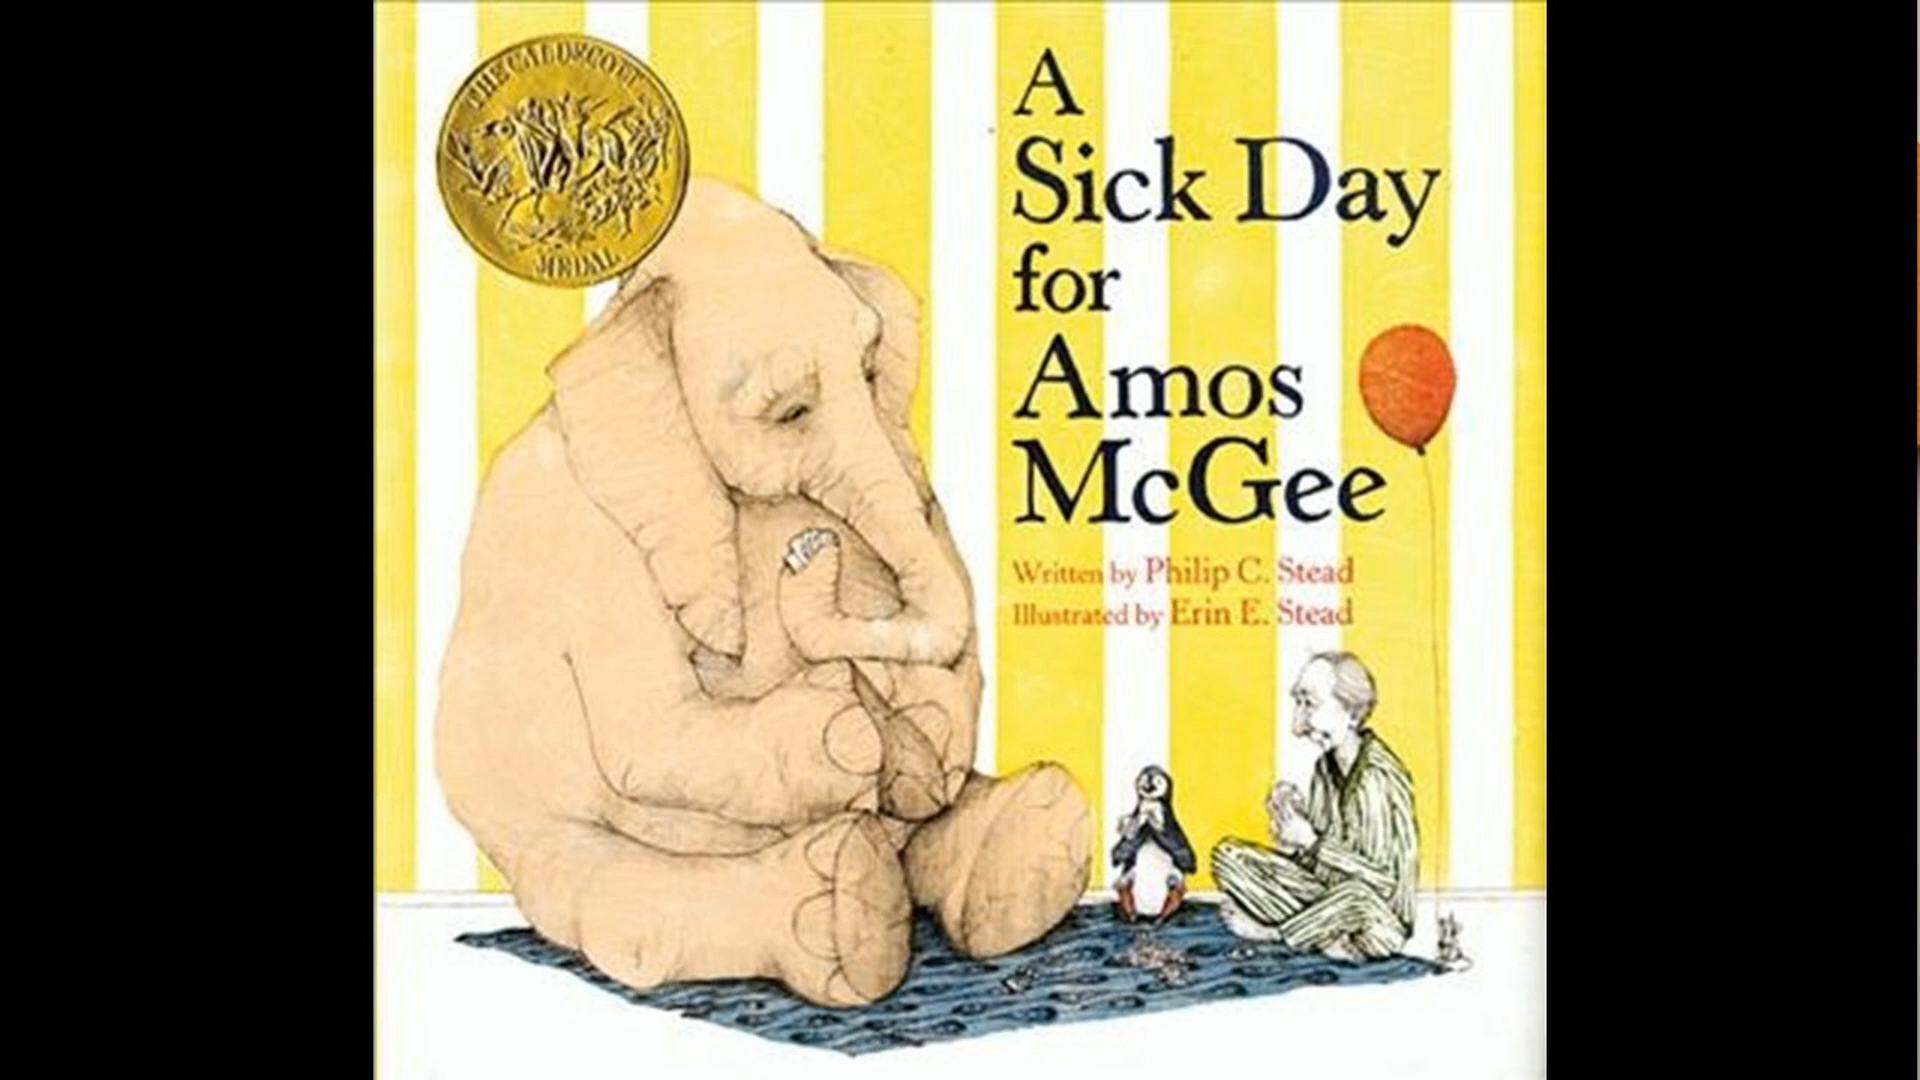 THE CALDECOTT
MEDAL
A
Sick Day
for
Amos
McGee
Written by Philip C. Stead
Illustrated by Erin E. Stead